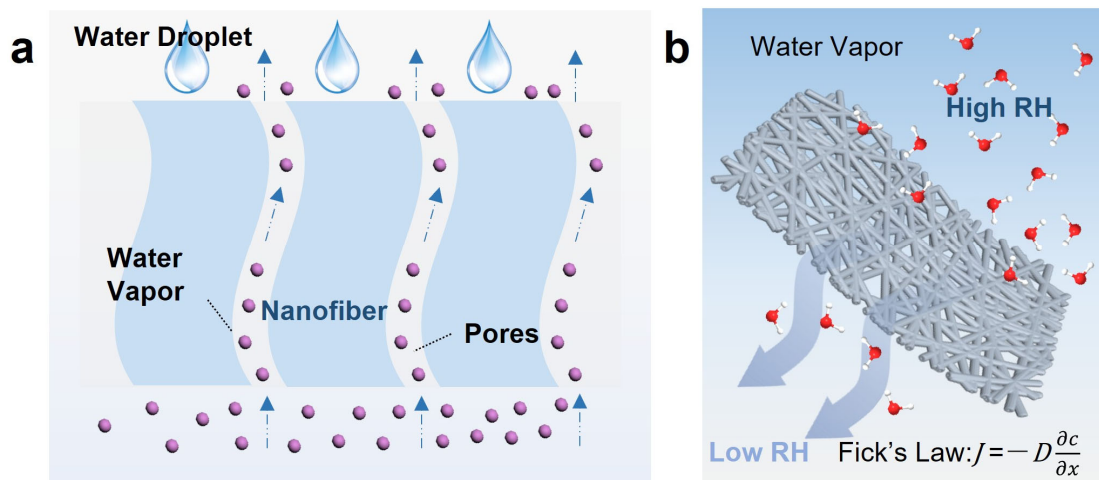 a
Water Droplet
Water
Vapor
Nanofiber
Pores
b
Water Vapor
High RH
Low RH
Fick's Law:J=−D∂c/∂x